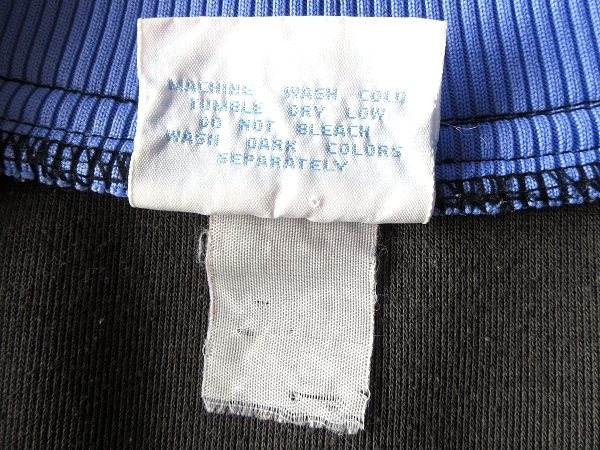 MACHINE WASH COLD
TUMBLE DRY LOW
DO NOT BLEACH
WASH DARK COLORS
SEPARATELY